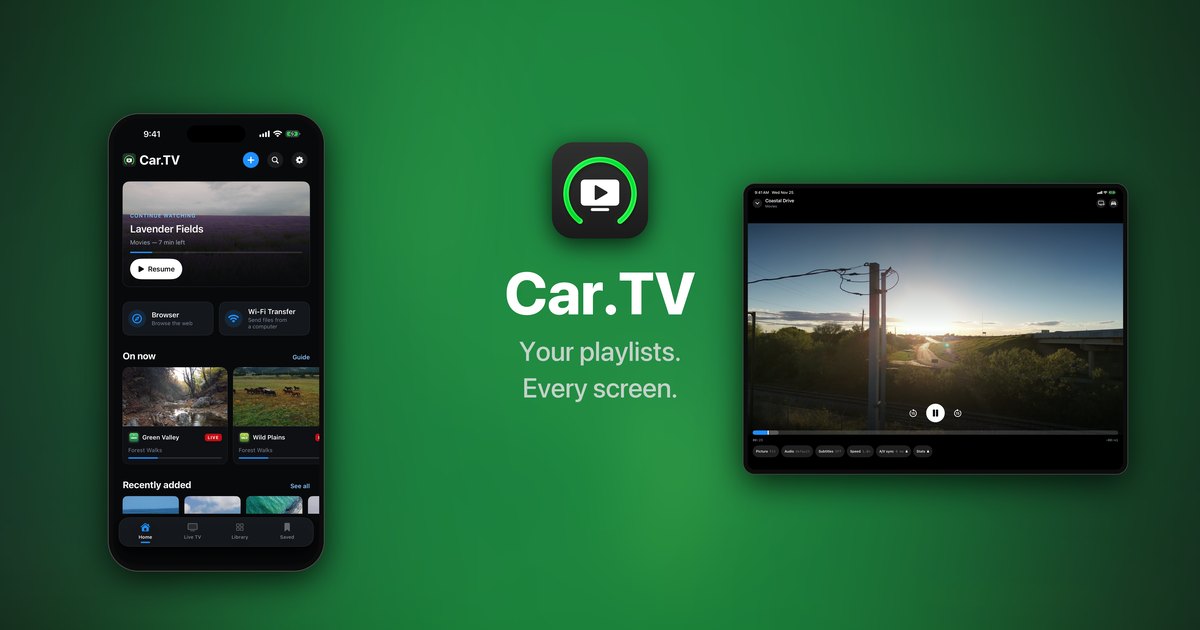 9:41
Car.TV
CONTINUE WATCHING
Lavender Fields
Movies — 7 min left
Resume
Browser
Browse the web
Wi-Fi Transfer
Send files from
a computer
On now
Guide
Green Valley
LIVE
Forest Walks
Wild Plains
Forest Walks
Recently added
See all
Home
Live TV
Library
Saved
Car.TV
Your playlists.
Every screen.
9:41 AM Wed Nov 26
Coastal Drive
Movies
Picture
Audio Default
Subtitles Off
Speed
A/V sync
Stats